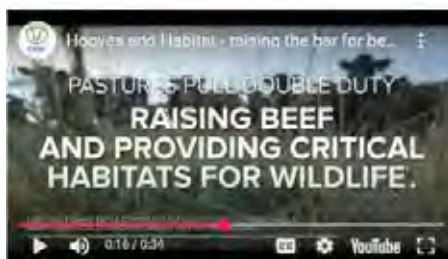 Hooves and Habitat - raising the bar for be...
PASTURES PULL DOUBLE DUTY
RAISING BEEF
AND PROVIDING CRITICAL
HABITATS FOR WILDLIFE.
0:16 / 0:34
CC
YouTube